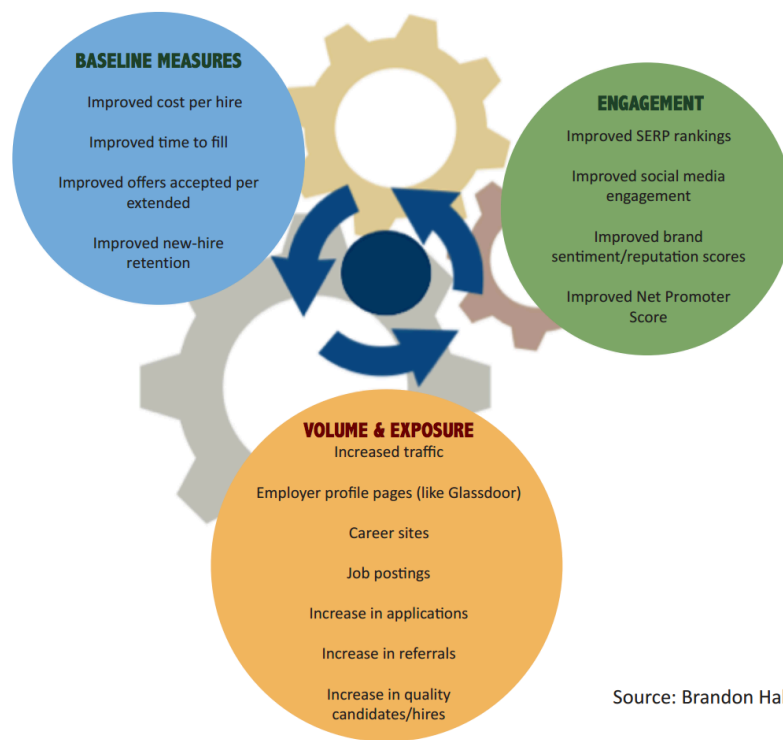 BASELINE MEASURES
Improved cost per hire
Improved time to fill
Improved offers accepted per
extended
Improved new-hire
retention
ENGAGEMENT
Improved SERP rankings
Improved social media
engagement
Improved brand
sentiment/reputation scores
Improved Net Promoter
Score
VOLUME & EXPOSURE
Increased traffic
Employer profile pages (like Glassdoor)
Career sites
Job postings
Increase in applications
Increase in referrals
Increase in quality
candidates/hires
Source: Brandon